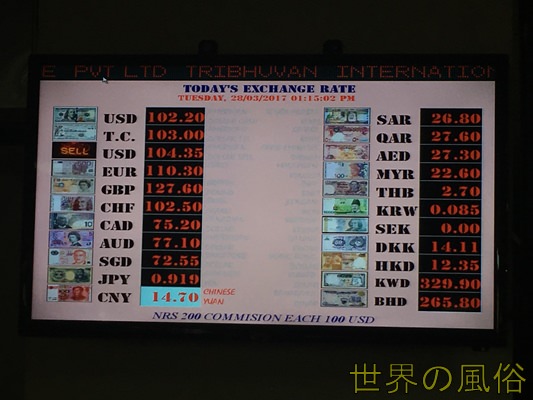 E PVT LTD TRIBHUVAN INTERNATION
TODAY'S EXCHANGE RATE
TUESDAY, 28/03/2017 01:15:02 PM
USD 102.20
T.C. 103.00
SELL USD 104.35
EUR 110.30
GBP 127.60
CHF 102.50
CAD 75.20
AUD 77.10
SGD 72.55
JPY 0.919
CNY 14.70 CHINESE YUAN
SAR 26.80
QAR 27.60
AED 27.30
MYR 22.60
THB 2.70
KRW 0.085
SEK 0.00
DKK 14.11
HKD 12.35
KWD 329.90
BHD 265.80
NRS 200 COMMISION EACH 100 USD
世界の風俗